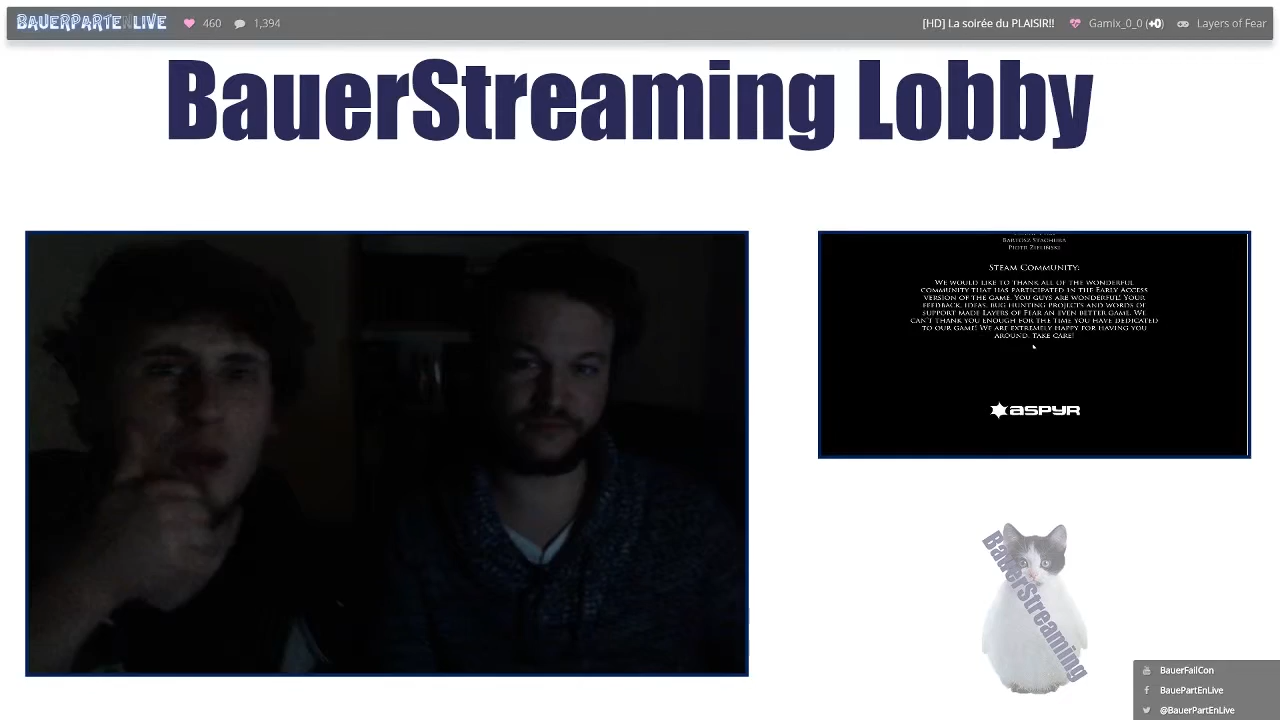 BAUERPARTENLIVE 460 1,394 [HD] La soirée du PLAISIR!! Gamix_0_0 (+0) Layers of Fear
BauerStreaming Lobby
Bartosz Stachura
Piotr Zieliński
Steam Community:
We would like to thank all of the wonderful
community that has participated in the Early Access
version of the game. You guys are wonderful! Your
feedback, ideas, bug hunting projects and words of
support made Layers of Fear an even better game. We
can't thank you enough for the time you have dedicated
to our game! We are extremely happy for having you
around. Take care!
ASPYR
BauerStreaming
BauerFailCon
BauePartEnLive
@BauerPartEnLive